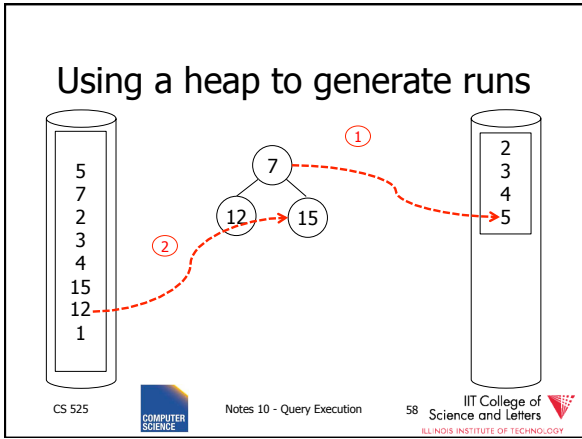 Using a heap to generate runs
5
7
2
3
4
15
12
1
7
12
15
1
2
2
3
4
5
CS 525
COMPUTER
SCIENCE
Notes 10 - Query Execution
58
IIT College of
Science and Letters
ILLINOIS INSTITUTE OF TECHNOLOGY